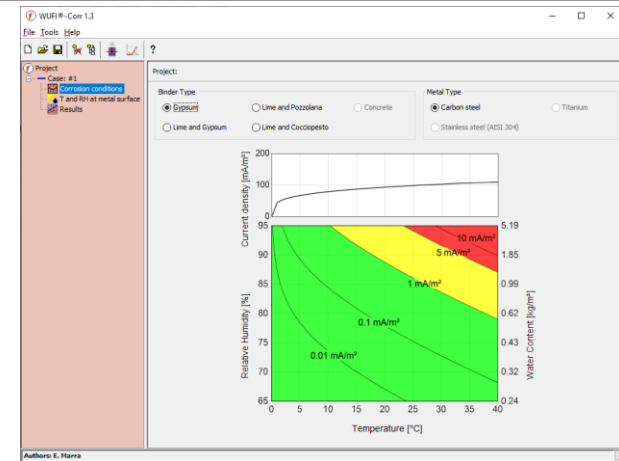 WUFI®-Corr 1.3
File Tools Help
?
Project
Case: #1
Corrosion conditions
T and RH at metal surface
Results
Project:
Binder Type
Gypsum
Lime and Pozzolana
Concrete
Lime and Gypsum
Lime and Cocciopesto
Metal Type
Carbon steel
Titanium
Stainless steel (AISI 304)
Current density [mA/m²]
200
100
0
Relative Humidity [%]
95
90
85
80
75
70
65
10 mA/m²
5 mA/m²
1 mA/m²
0.1 mA/m²
0.01 mA/m²
5.19
1.85
0.99
0.62
0.43
0.32
0.24
Water Content [kg/m³]
0 5 10 15 20 25 30 35 40
Temperature [°C]
Authors: E. Marra